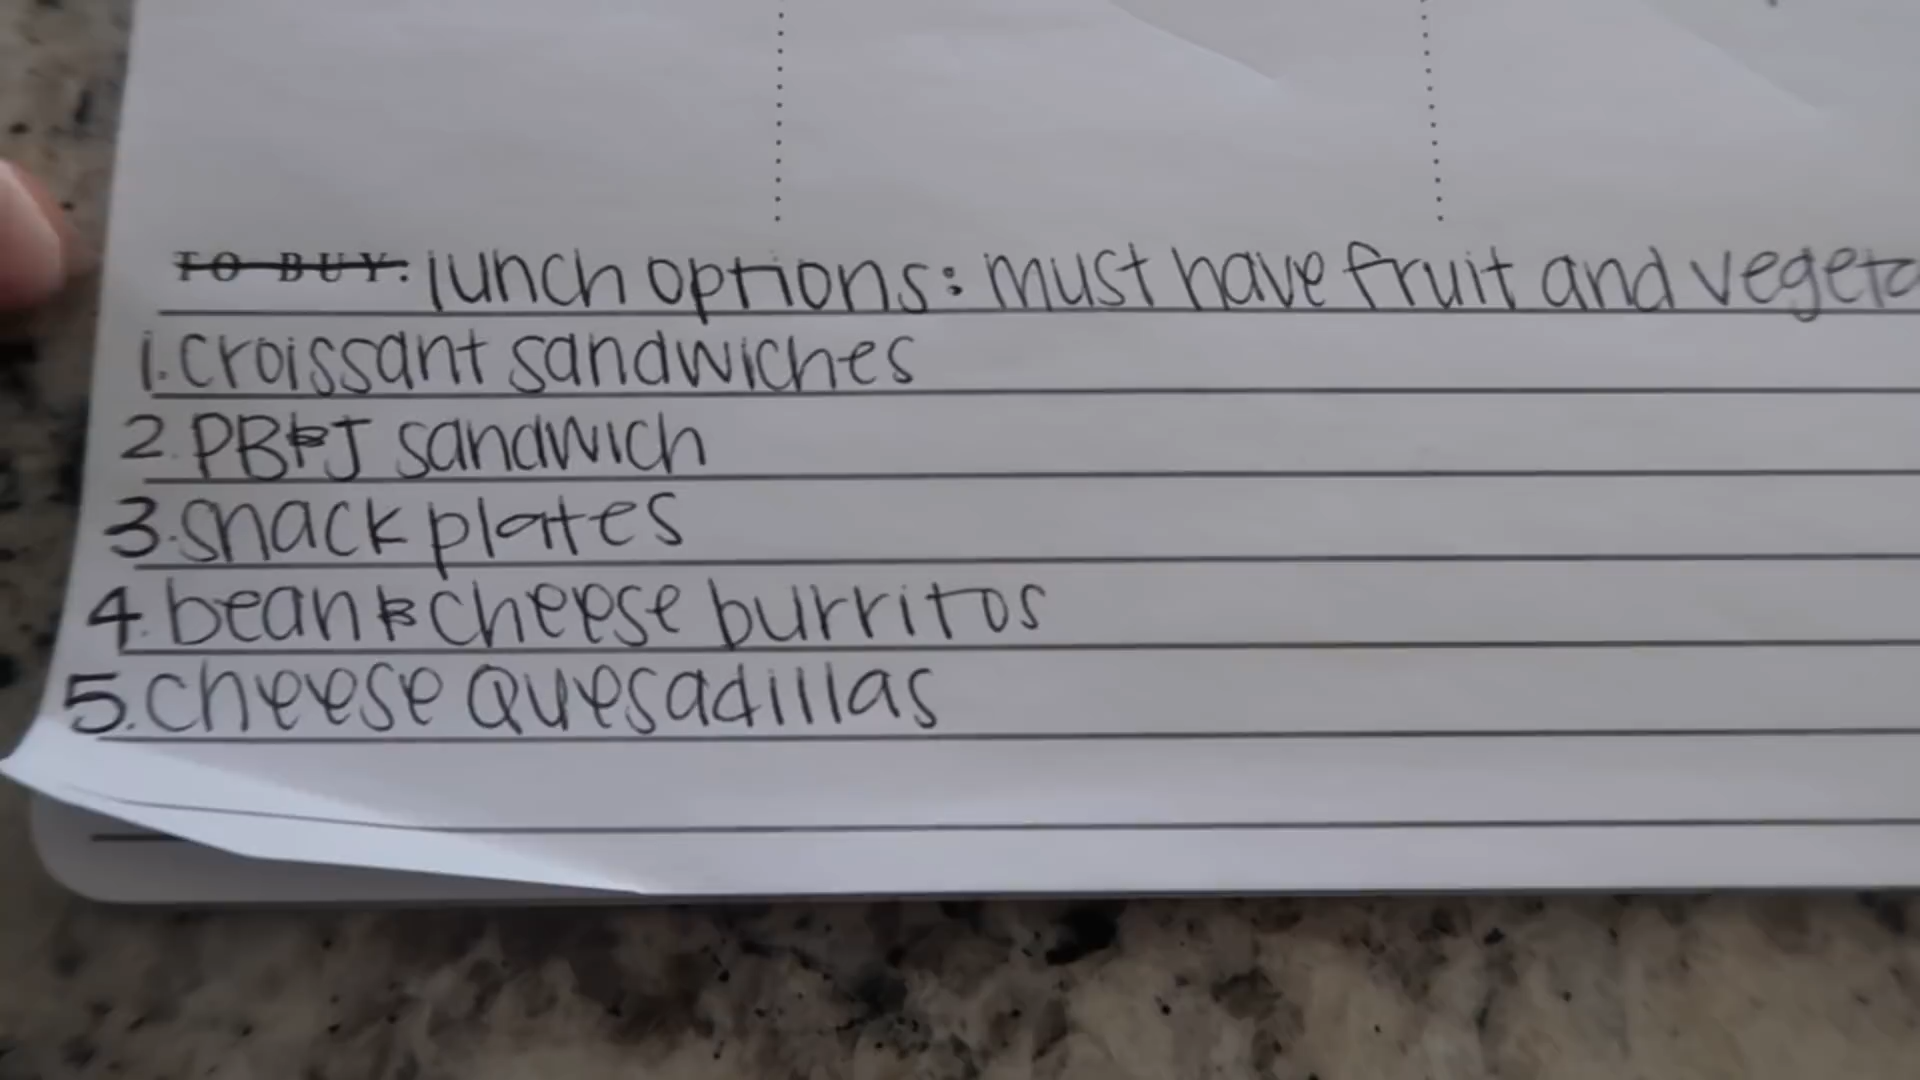 TO BUY: lunch options: must have fruit and vegeta
1. croissant sandwiches
2. PB&J sandwich
3. snack plates
4. bean & cheese burritos
5. cheese quesadillas